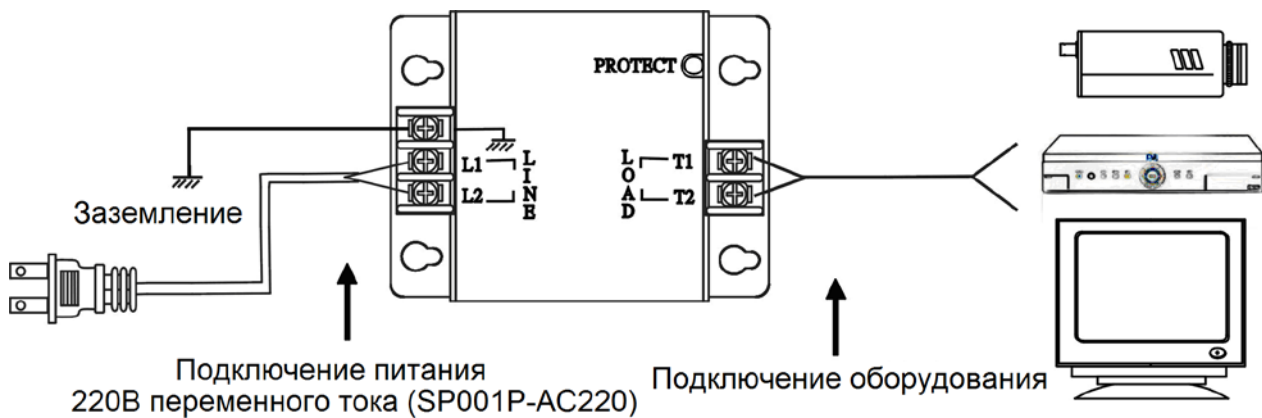 PROTECT
L1
L2
LINE
LOAD
T1
T2
Заземление
Подключение питания
220В переменного тока (SP001P-AC220)
Подключение оборудования